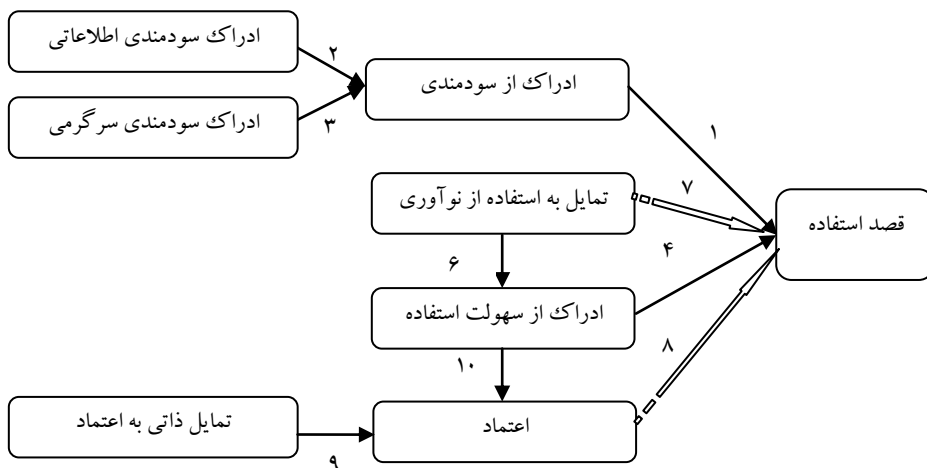 ادراک سودمندی اطلاعاتی
۲
ادراک از سودمندی
ادراک سودمندی سرگرمی
۳
۱
تمایل به استفاده از نوآوری
۷
قصد استفاده
۶
۴
ادراک از سهولت استفاده
۱۰
۸
تمایل ذاتی به اعتماد
اعتماد
۹